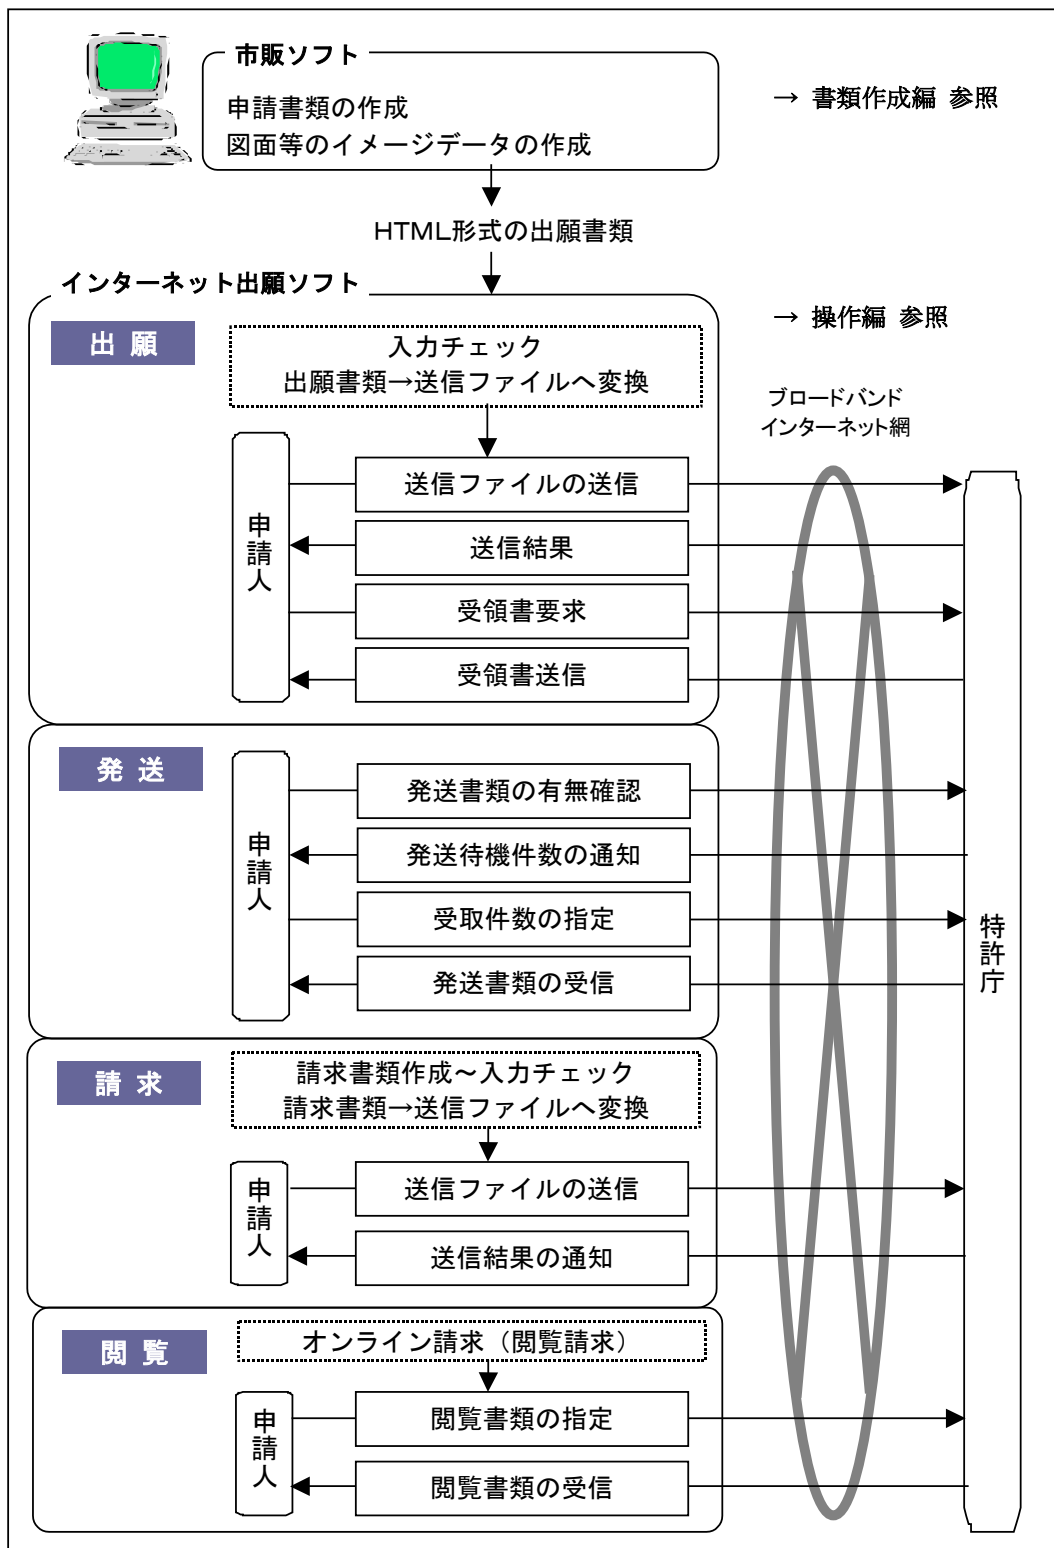 市販ソフト
申請書類の作成
図面等のイメージデータの作成
→ 書類作成編 参照
HTML形式の出願書類
インターネット出願ソフト
→ 操作編 参照
出 願
入力チェック
出願書類→送信ファイルへ変換
ブロードバンド
インターネット網
申請人
送信ファイルの送信
送信結果
受領書要求
受領書送信
特許庁
発 送
申請人
発送書類の有無確認
発送待機件数の通知
受取件数の指定
発送書類の受信
請 求
請求書類作成～入力チェック
請求書類→送信ファイルへ変換
申請人
送信ファイルの送信
送信結果の通知
閲 覧
オンライン請求（閲覧請求）
申請人
閲覧書類の指定
閲覧書類の受信